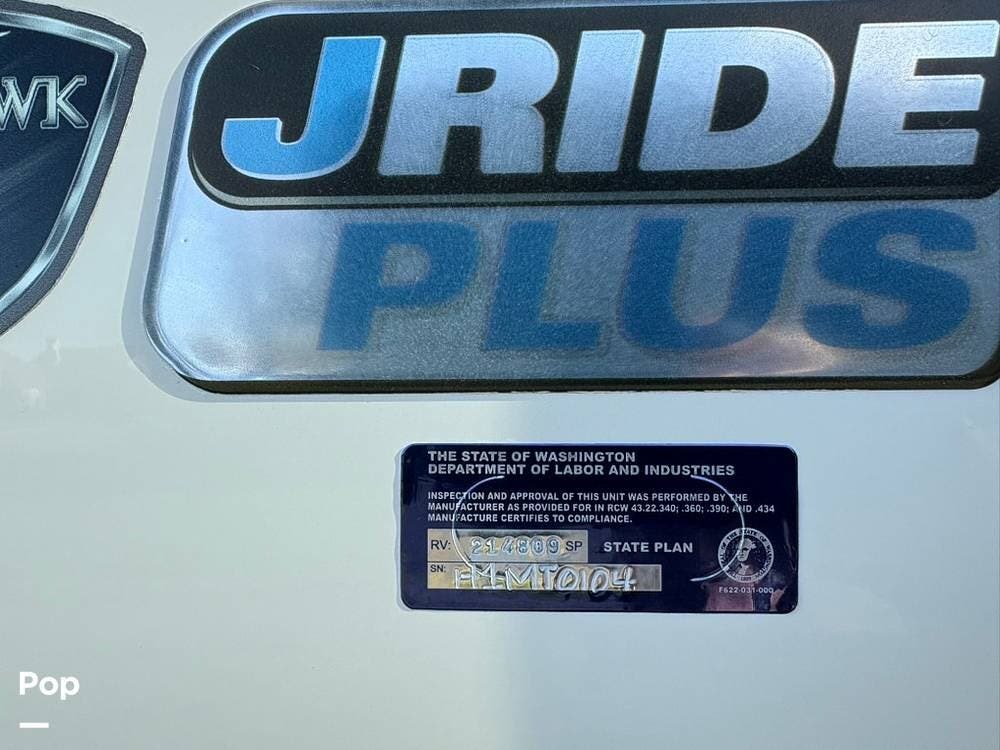 WK
JRIDE
PLUS
THE STATE OF WASHINGTON
DEPARTMENT OF LABOR AND INDUSTRIES
INSPECTION AND APPROVAL OF THIS UNIT WAS PERFORMED BY THE
MANUFACTURER AS PROVIDED FOR IN RCW 43.22.340; .360; .390; AND .434
MANUFACTURE CERTIFIES TO COMPLIANCE.
RV: 214809 SP STATE PLAN
SN:
F622-031-000
Pop